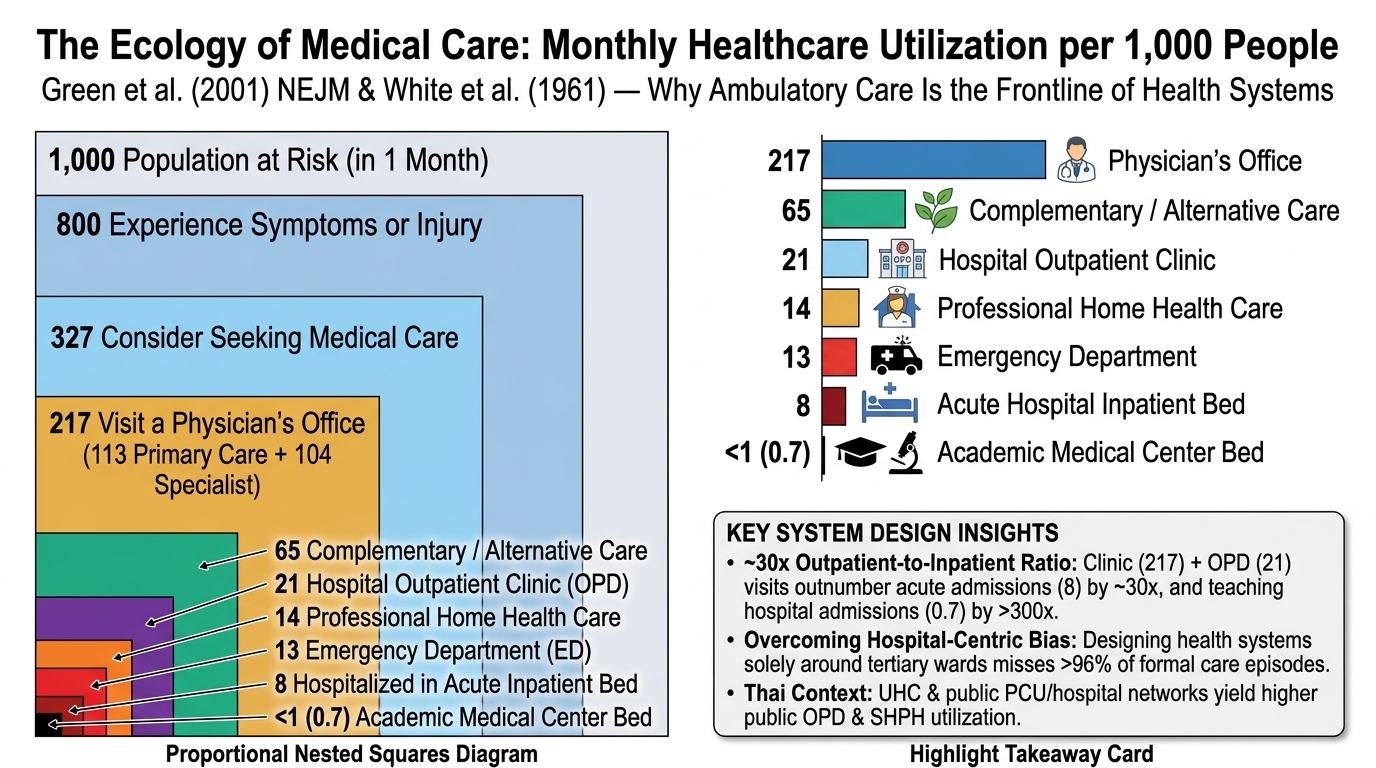 The Ecology of Medical Care: Monthly Healthcare Utilization per 1,000 People
Green et al. (2001) NEJM & White et al. (1961) — Why Ambulatory Care Is the Frontline of Health Systems
1,000 Population at Risk (in 1 Month)
800 Experience Symptoms or Injury
327 Consider Seeking Medical Care
217 Visit a Physician's Office
(113 Primary Care + 104
Specialist)
65 Complementary / Alternative Care
21 Hospital Outpatient Clinic (OPD)
14 Professional Home Health Care
13 Emergency Department (ED)
8 Hospitalized in Acute Inpatient Bed
<1 (0.7) Academic Medical Center Bed
Proportional Nested Squares Diagram
217 Physician's Office
65 Complementary / Alternative Care
21 Hospital Outpatient Clinic
14 Professional Home Health Care
13 Emergency Department
8 Acute Hospital Inpatient Bed
<1 (0.7) Academic Medical Center Bed
KEY SYSTEM DESIGN INSIGHTS
• ~30x Outpatient-to-Inpatient Ratio: Clinic (217) + OPD (21)
visits outnumber acute admissions (8) by ~30x, and teaching
hospital admissions (0.7) by >300x.
• Overcoming Hospital-Centric Bias: Designing health systems
solely around tertiary wards misses >96% of formal care episodes.
• Thai Context: UHC & public PCU/hospital networks yield higher
public OPD & SHPH utilization.
Highlight Takeaway Card